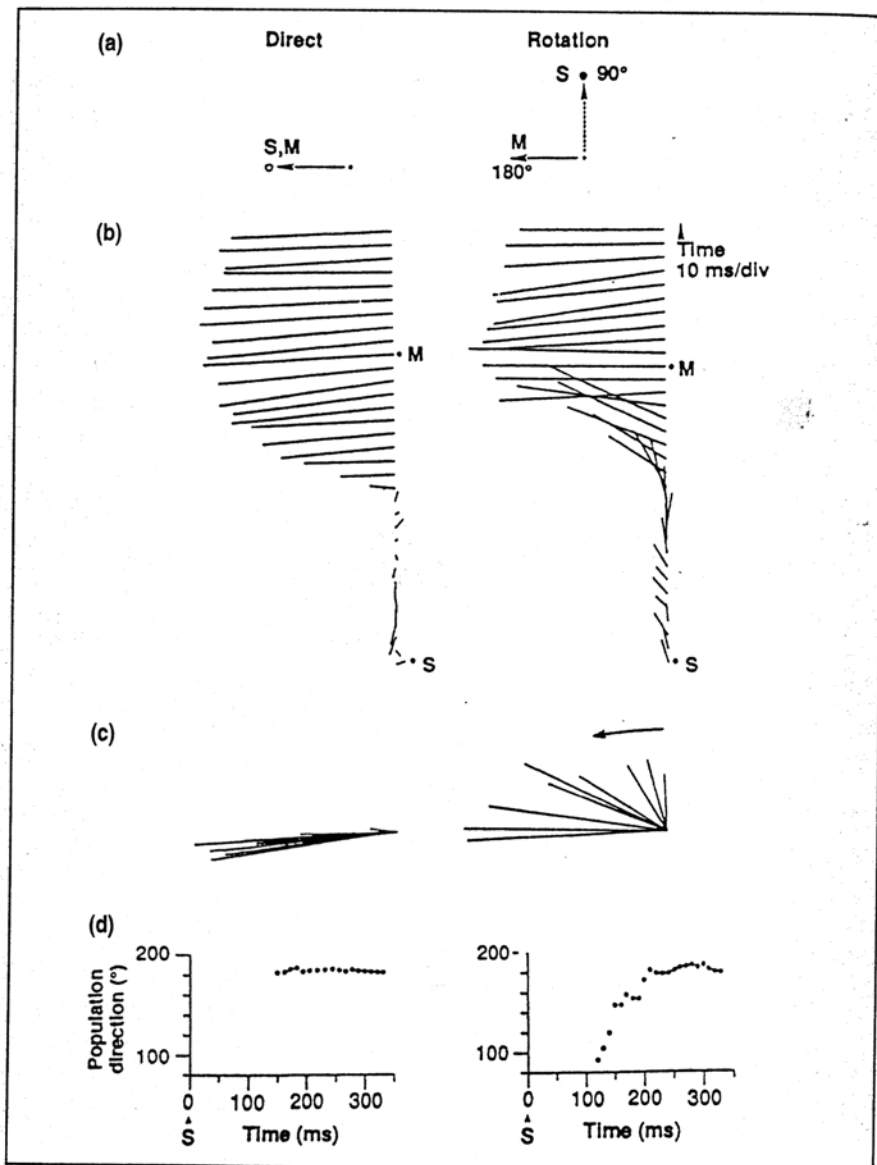 (a) Direct Rotation
S 90°
S,M M
180°
(b)
Time
10 ms/div
M M
S S
(c)
(d)
200 200
Population
direction (°)
100 100
0 100 200 300 0 100 200 300
S Time (ms) S Time (ms)